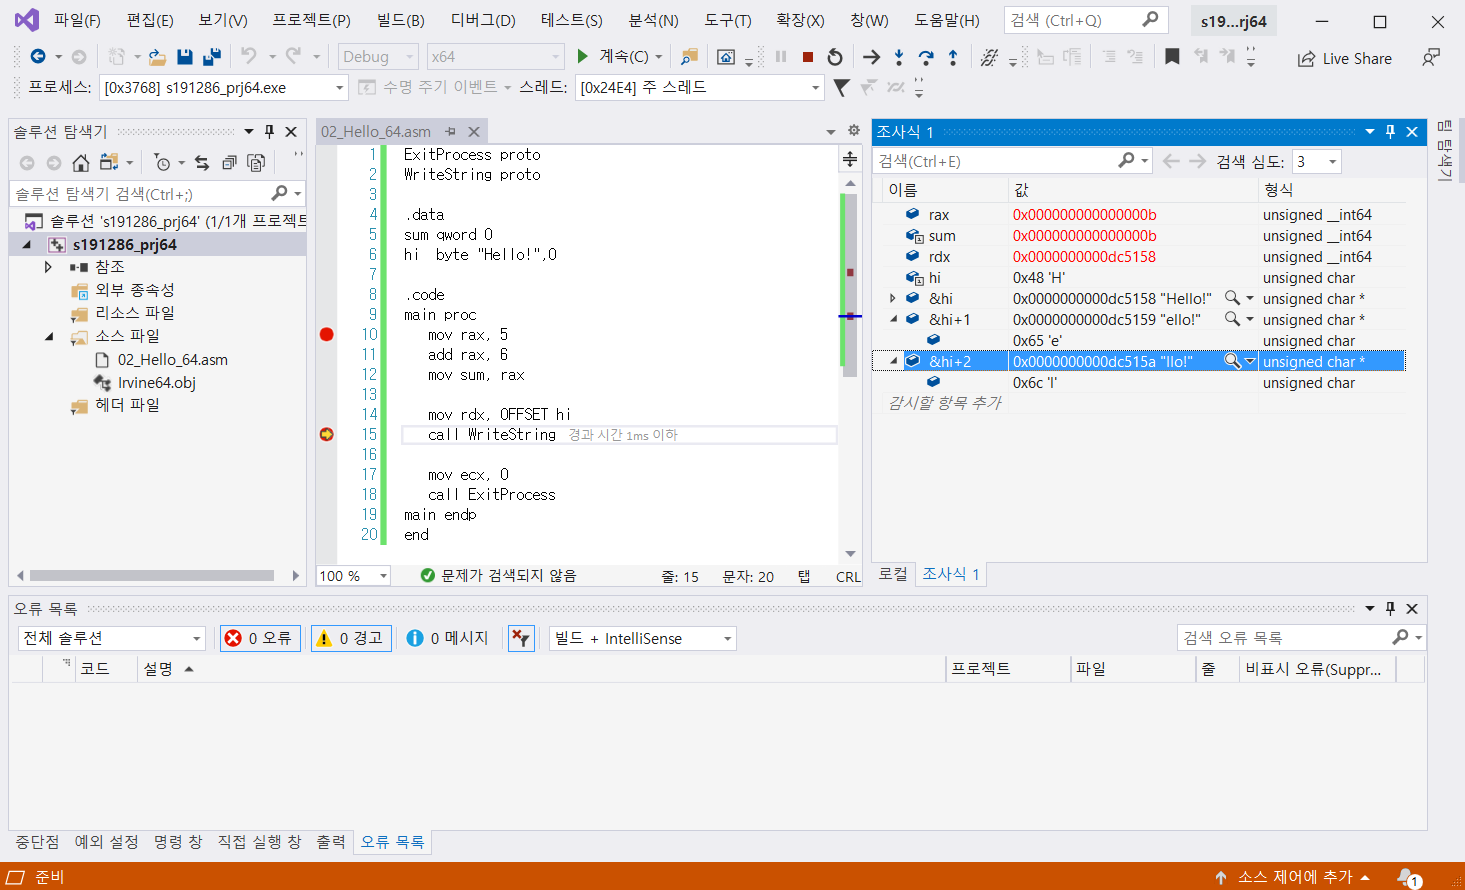 파일(F) 편집(E) 보기(V) 프로젝트(P) 빌드(B) 디버그(D) 테스트(S) 분석(N) 도구(T) 확장(X) 창(W) 도움말(H) 검색 (Ctrl+Q) s19...rj64
Debug x64 계속(C) Live Share
프로세스: [0x3768] s191286_prj64.exe 수명 주기 이벤트 스레드: [0x24E4] 주 스레드
솔루션 탐색기
솔루션 탐색기 검색(Ctrl+;)
솔루션 's191286_prj64' (1/1개 프로젝트
s191286_prj64
참조
외부 종속성
리소스 파일
소스 파일
02_Hello_64.asm
Irvine64.obj
헤더 파일
02_Hello_64.asm
1 ExitProcess proto
2 WriteString proto
3
4 .data
5 sum qword 0
6 hi  byte "Hello!",0
7
8 .code
9 main proc
10 mov rax, 5
11 add rax, 6
12 mov sum, rax
13
14 mov rdx, OFFSET hi
15 call WriteString 경과 시간 1ms 이하
16
17 mov ecx, 0
18 call ExitProcess
19 main endp
20 end
100 % 문제가 검색되지 않음 줄: 15 문자: 20 탭 CRL
조사식 1
검색(Ctrl+E) 검색 심도: 3
이름 값 형식
rax 0x000000000000000b unsigned __int64
sum 0x000000000000000b unsigned __int64
rdx 0x0000000000dc5158 unsigned __int64
hi 0x48 'H' unsigned char
&hi 0x0000000000dc5158 "Hello!" unsigned char *
&hi+1 0x0000000000dc5159 "ello!" unsigned char *
0x65 'e' unsigned char
&hi+2 0x0000000000dc515a "llo!" unsigned char *
0x6c 'l' unsigned char
감시할 항목 추가
로컬 조사식 1
팀 탐색기
오류 목록
전체 솔루션 0 오류 0 경고 0 메시지 빌드 + IntelliSense 검색 오류 목록
코드 설명 프로젝트 파일 줄 비표시 오류(Suppr...
중단점 예외 설정 명령 창 직접 실행 창 출력 오류 목록
준비 소스 제어에 추가 1